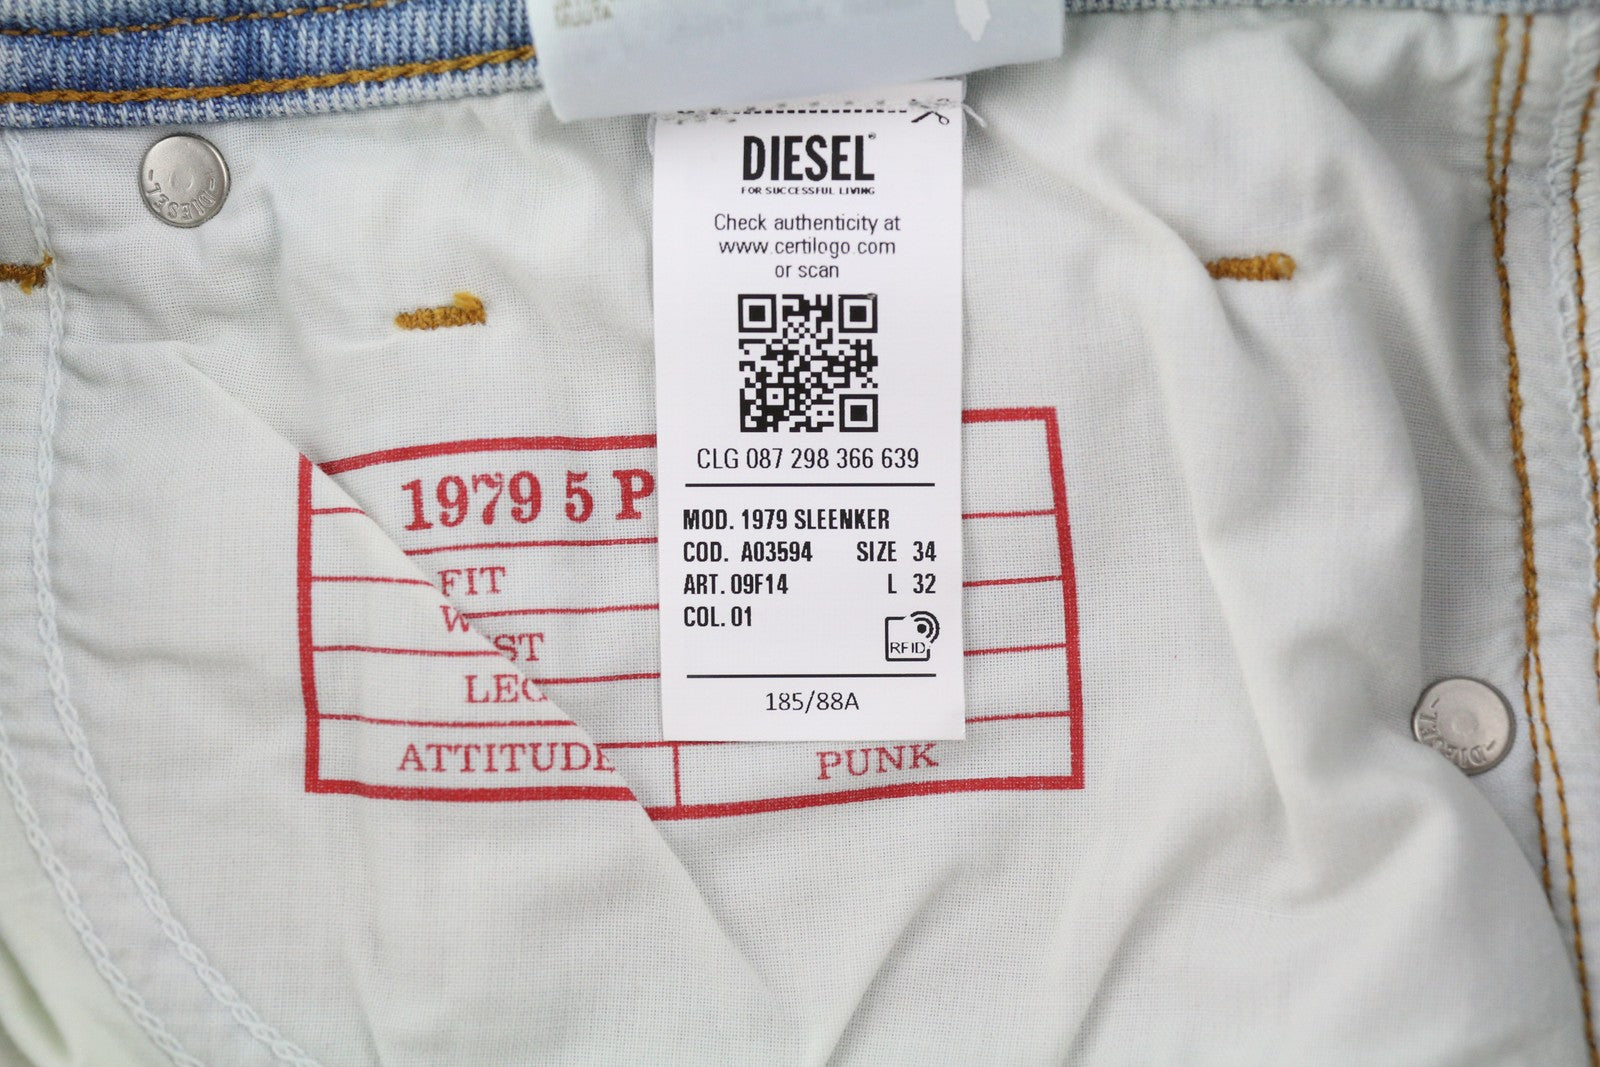 DIESEL®
FOR SUCCESSFUL LIVING
Check authenticity at
www.certilogo.com
or scan
CLG 087 298 366 639
MOD. 1979 SLEENKER
COD. A03594 SIZE 34
ART. 09F14 L 32
COL. 01
RFID
185/88A
1979 5 P
FIT
LEG
ATTITUDE PUNK
-DIESEL-
-DIESEL-